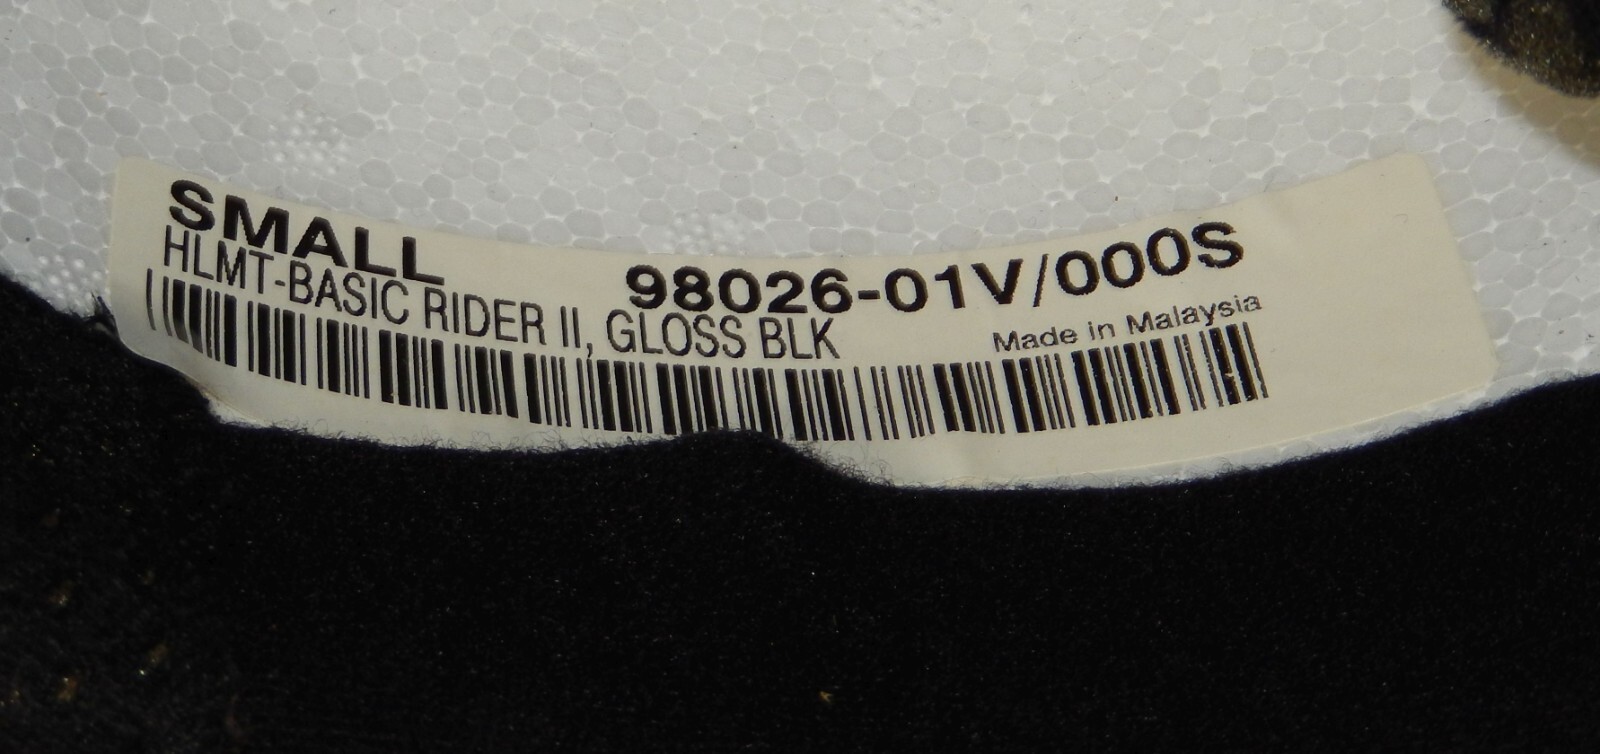 SMALL 98026-01V/000S
HLMT-BASIC RIDER II, GLOSS BLK Made in Malaysia